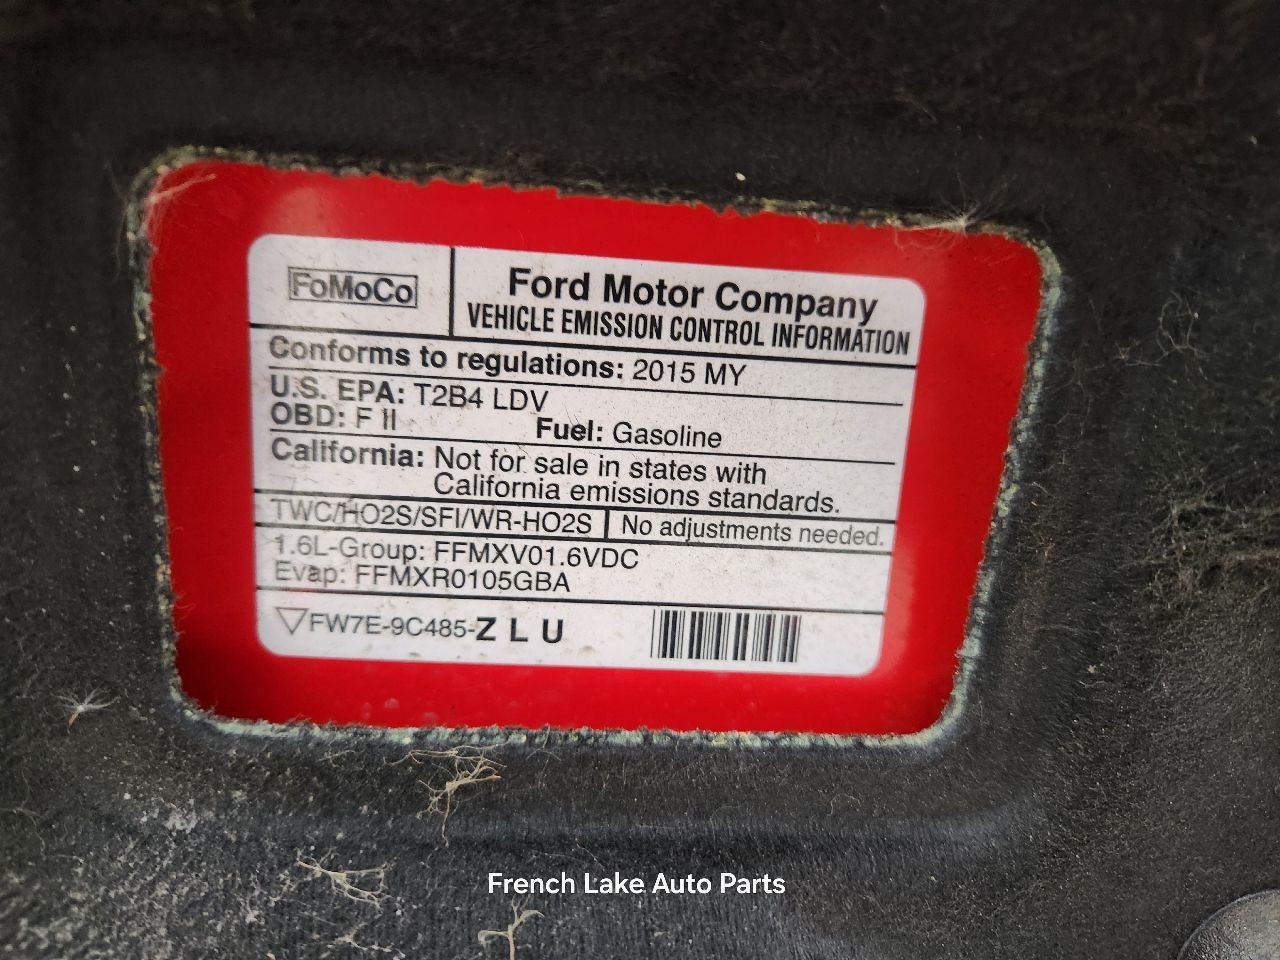 FoMoCo
Ford Motor Company
VEHICLE EMISSION CONTROL INFORMATION
Conforms to regulations: 2015 MY
U.S. EPA: T2B4 LDV
OBD: F II Fuel: Gasoline
California: Not for sale in states with
California emissions standards.
TWC/HO2S/SFI/WR-HO2S No adjustments needed.
1.6L-Group: FFMXV01.6VDC
Evap: FFMXR0105GBA
FW7E-9C485-Z L U
French Lake Auto Parts